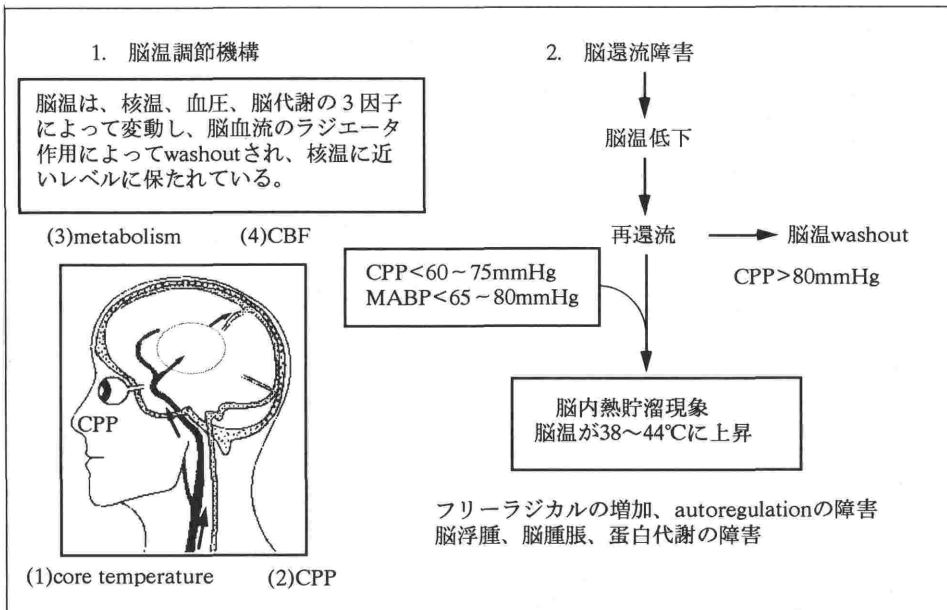 1. 脳温調節機構
脳温は、核温、血圧、脳代謝の3因子
によって変動し、脳血流のラジエータ
作用によってwashoutされ、核温に近
いレベルに保たれている。
(3)metabolism (4)CBF
CPP
(1)core temperature (2)CPP
2. 脳還流障害
脳温低下
再還流
脳温washout
CPP>80mmHg
CPP<60~75mmHg
MABP<65~80mmHg
脳内熱貯溜現象
脳温が38~44℃に上昇
フリーラジカルの増加、autoregulationの障害
脳浮腫、脳腫脹、蛋白代謝の障害